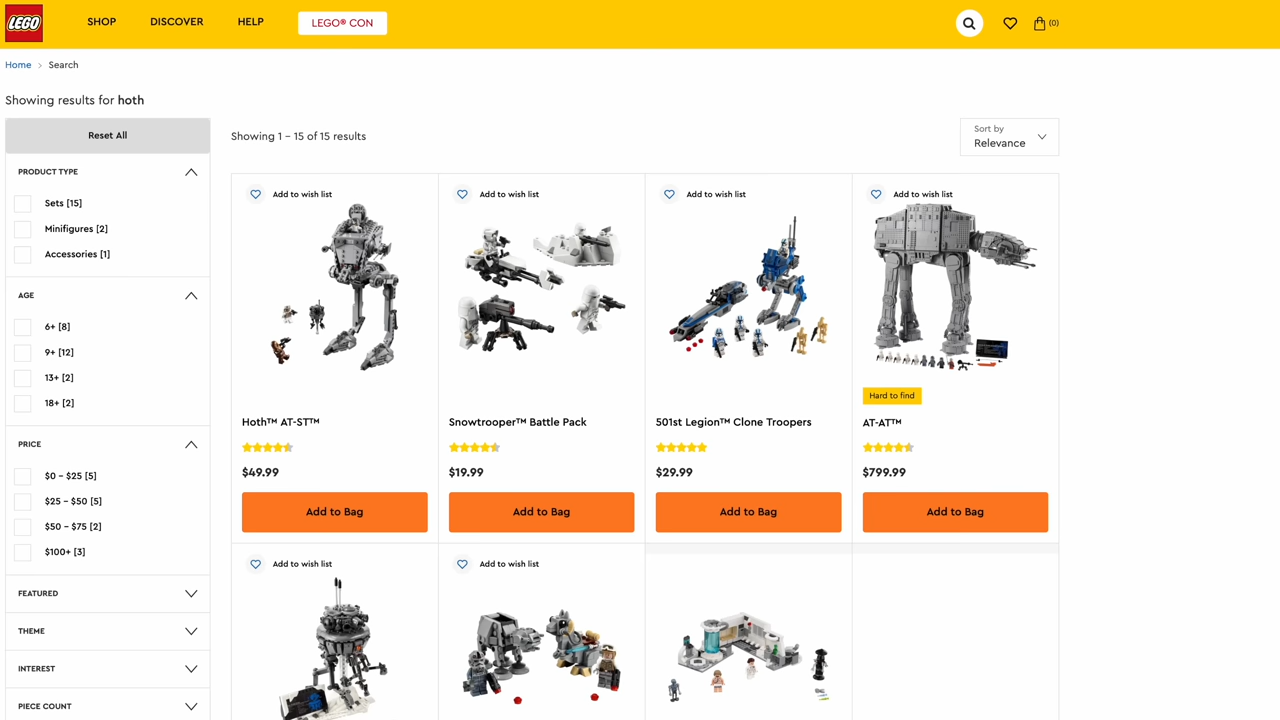 LEGO
SHOP
DISCOVER
HELP
LEGO® CON
(0)
Home > Search
Showing results for hoth
Reset All
Showing 1 – 15 of 15 results
Sort by
Relevance
PRODUCT TYPE
Sets [15]
Minifigures [2]
Accessories [1]
AGE
6+ [8]
9+ [12]
13+ [2]
18+ [2]
PRICE
$0 – $25 [5]
$25 – $50 [5]
$50 – $75 [2]
$100+ [3]
FEATURED
THEME
INTEREST
PIECE COUNT
Add to wish list
Hoth™ AT-ST™
$49.99
Add to Bag
Add to wish list
Snowtrooper™ Battle Pack
$19.99
Add to Bag
Add to wish list
501st Legion™ Clone Troopers
$29.99
Add to Bag
Add to wish list
Hard to find
AT-AT™
$799.99
Add to Bag
Add to wish list
Add to wish list